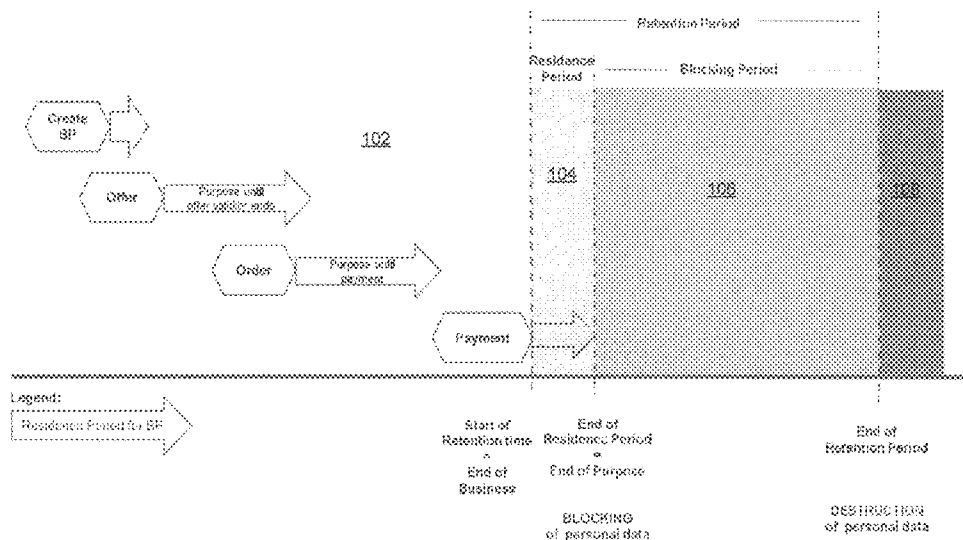 Retention Period
Residence
Period
Blocking Period
Create
BP
102
104
106
108
Offer
Purpose until
offer validity ends
Order
Purpose until
payment
Payment
Legend:
Residence Period for BP
Start of
Retention time
=
End of
Business
End of
Residence Period
=
End of Purpose
End of
Retention Period
BLOCKING
of personal data
DESTRUCTION
of personal data